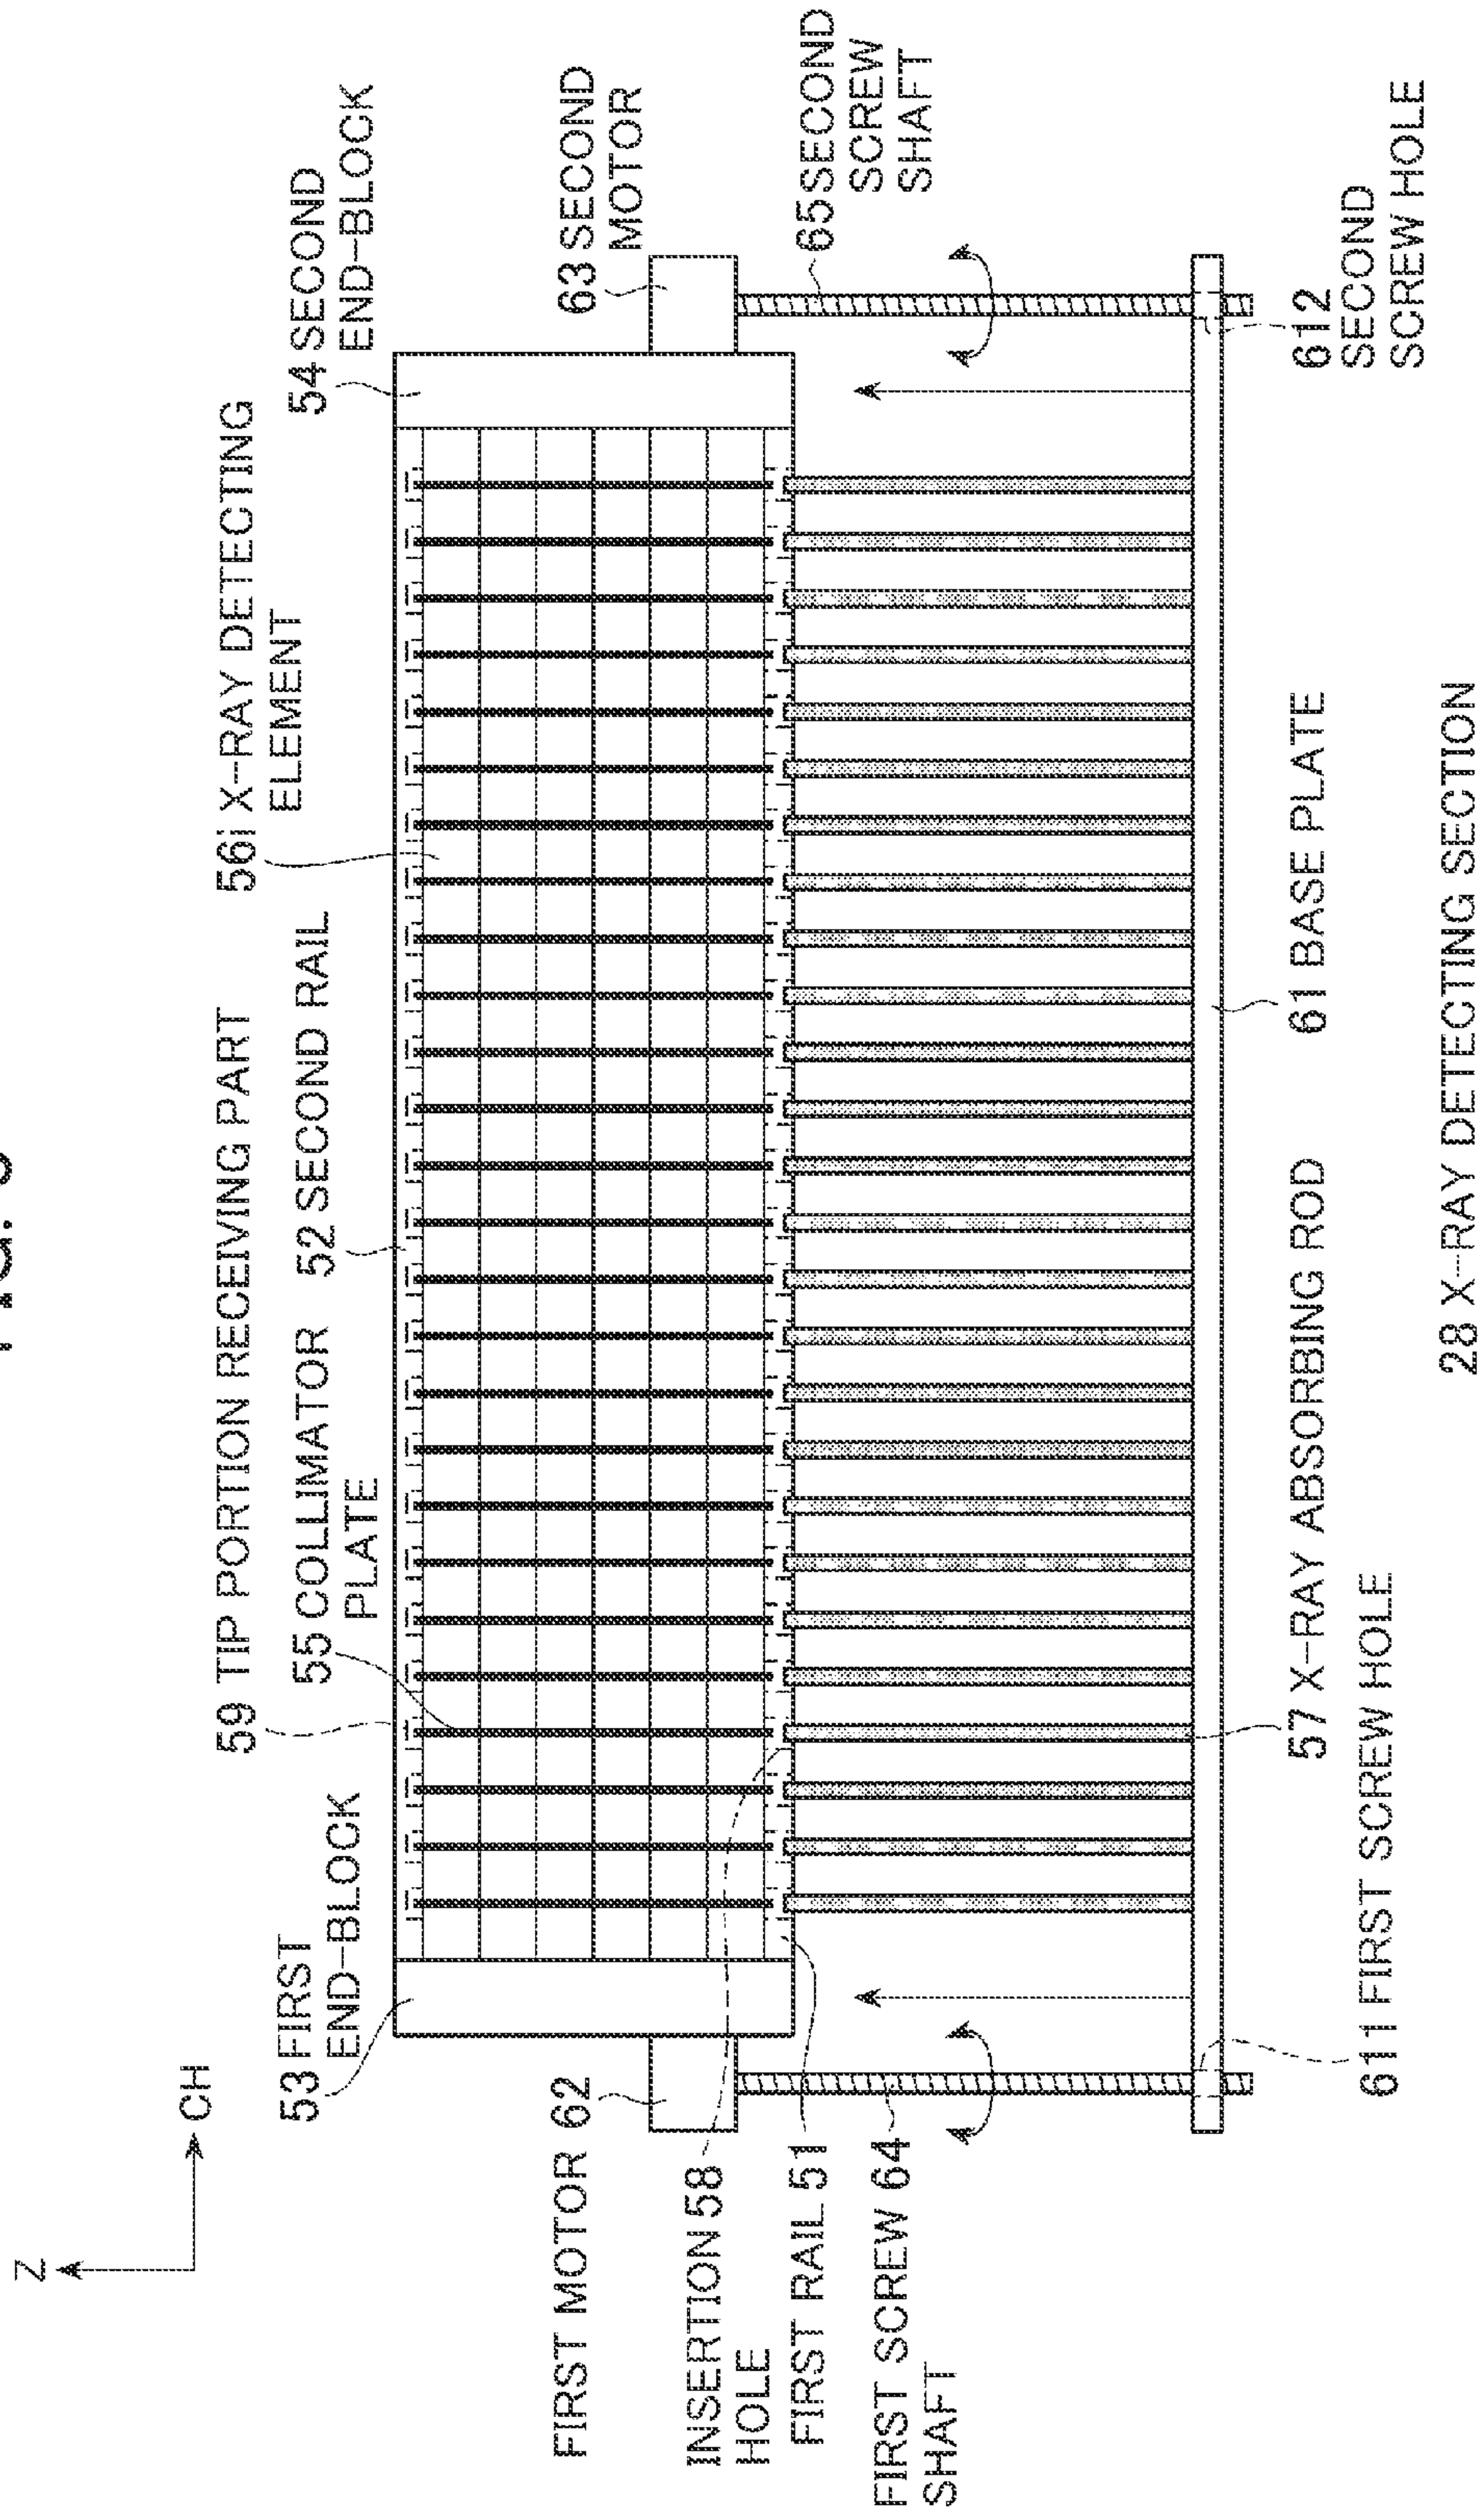 Z
CH
59 TIP PORTION RECEIVING PART
56i X-RAY DETECTING
ELEMENT
53 FIRST
END-BLOCK
55 COLLIMATOR
PLATE
52 SECOND RAIL
54 SECOND
END-BLOCK
FIRST MOTOR 62
63 SECOND
MOTOR
INSERTION 58
HOLE
FIRST RAIL 51
FIRST SCREW 64
SHAFT
65 SECOND
SCREW
SHAFT
611 FIRST SCREW HOLE
57 X-RAY ABSORBING ROD
61 BASE PLATE
612
SECOND
SCREW HOLE
28 X-RAY DETECTING SECTION